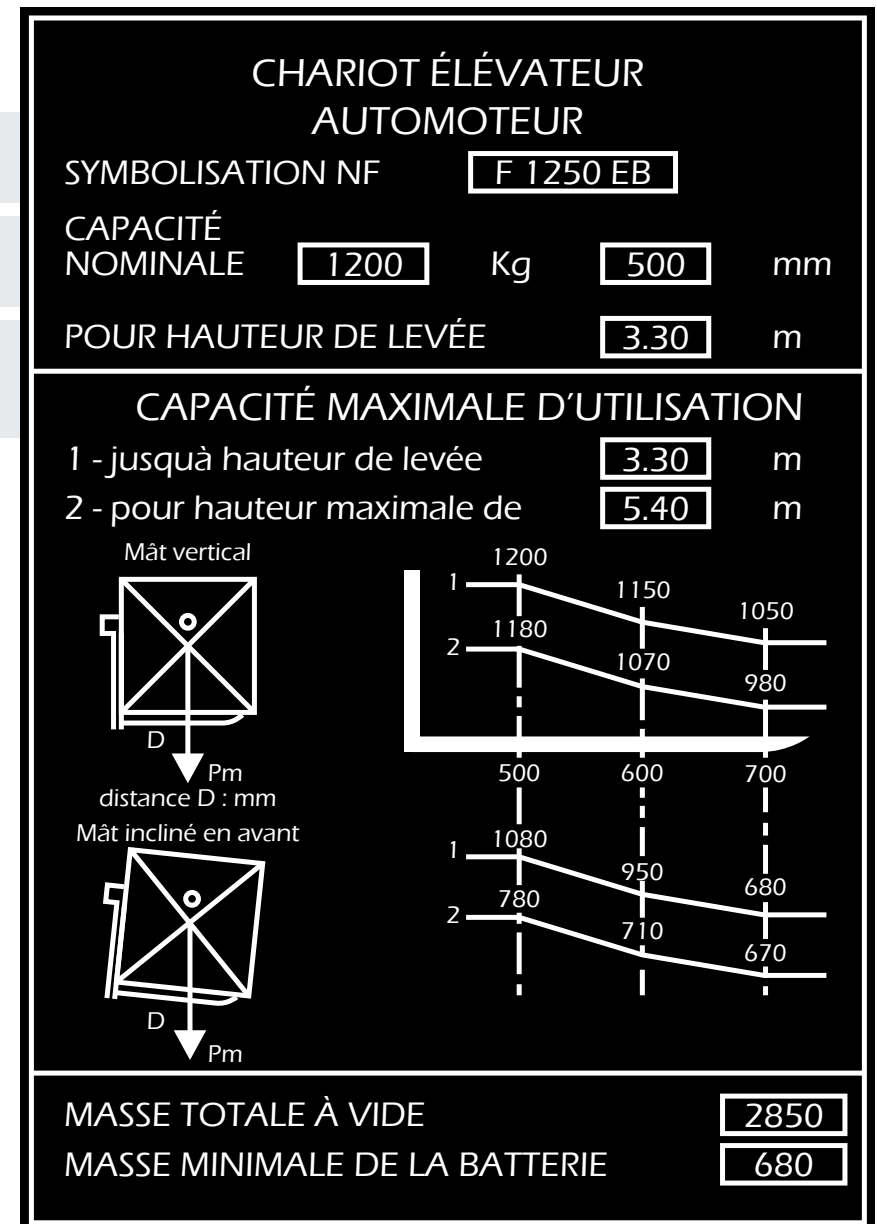 CHARIOT ÉLÉVATEUR
AUTOMOTEUR
SYMBOLISATION NF F 1250 EB
CAPACITÉ
NOMINALE 1200 Kg 500 mm
POUR HAUTEUR DE LEVÉE 3.30 m
CAPACITÉ MAXIMALE D'UTILISATION
1 - jusquà hauteur de levée 3.30 m
2 - pour hauteur maximale de 5.40 m
Mât vertical
D
Pm
distance D : mm
1200
1 1150
1050
2 1180
1070
980
500 600 700
Mât incliné en avant
D
Pm
1 1080
950
680
2 780
710
670
MASSE TOTALE À VIDE 2850
MASSE MINIMALE DE LA BATTERIE 680